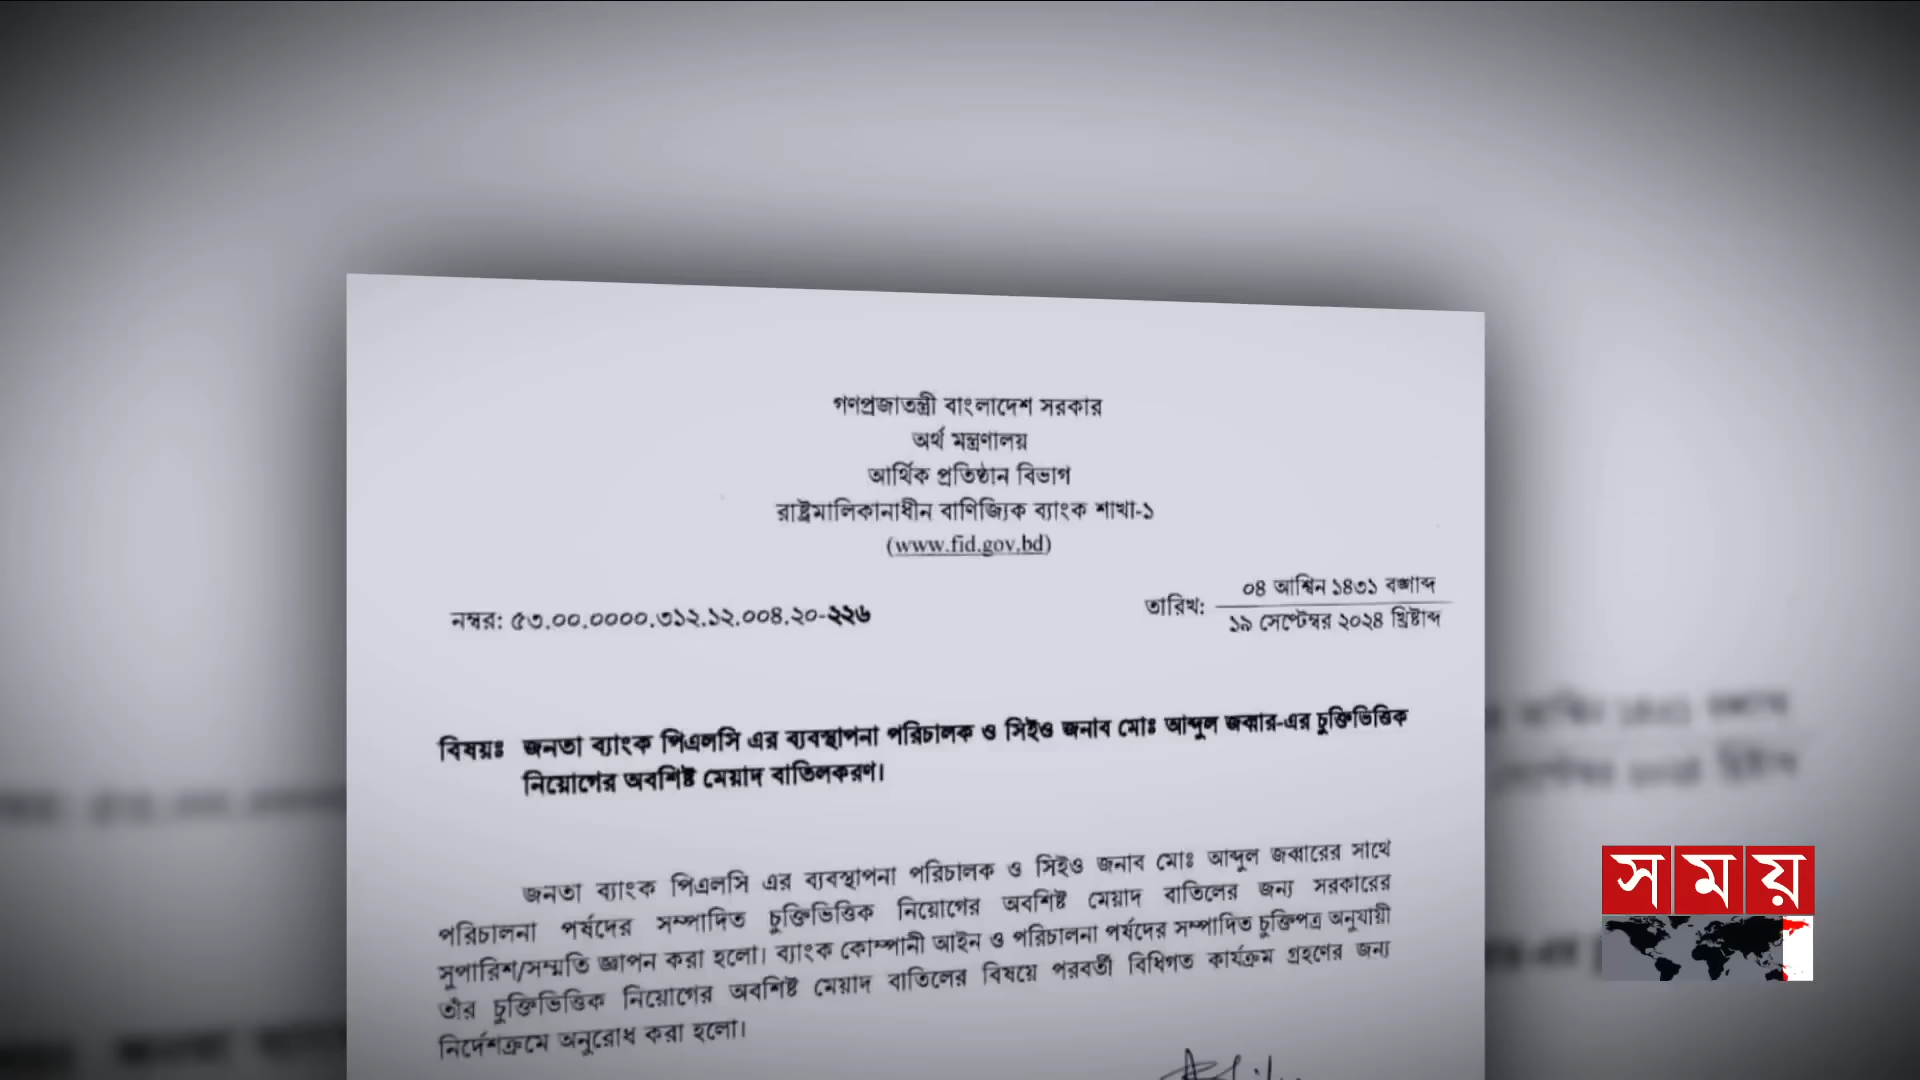 গণপ্রজাতন্ত্রী বাংলাদেশ সরকার
অর্থ মন্ত্রণালয়
আর্থিক প্রতিষ্ঠান বিভাগ
রাষ্ট্রমালিকানাধীন বাণিজ্যিক ব্যাংক শাখা-১
(www.fid.gov.bd)
নম্বর: ৫৩.০০.০০০০.৩১২.১২.০০৪.২০-২২৬
তারিখ: ০৪ আশ্বিন ১৪৩১ বঙ্গাব্দ
১৯ সেপ্টেম্বর ২০২৪ খ্রিষ্টাব্দ
বিষয়ঃ জনতা ব্যাংক পিএলসি এর ব্যবস্থাপনা পরিচালক ও সিইও জনাব মোঃ আব্দুল জব্বার-এর চুক্তিভিত্তিক
নিয়োগের অবশিষ্ট মেয়াদ বাতিলকরণ।
জনতা ব্যাংক পিএলসি এর ব্যবস্থাপনা পরিচালক ও সিইও জনাব মোঃ আব্দুল জব্বারের সাথে
পরিচালনা পর্ষদের সম্পাদিত চুক্তিভিত্তিক নিয়োগের অবশিষ্ট মেয়াদ বাতিলের জন্য সরকারের
সুপারিশ/সম্মতি জ্ঞাপন করা হলো। ব্যাংক কোম্পানী আইন ও পরিচালনা পর্ষদের সম্পাদিত চুক্তিপত্র অনুযায়ী
তাঁর চুক্তিভিত্তিক নিয়োগের অবশিষ্ট মেয়াদ বাতিলের বিষয়ে পরবর্তী বিধিগত কার্যক্রম গ্রহণের জন্য
নির্দেশক্রমে অনুরোধ করা হলো।
সময়